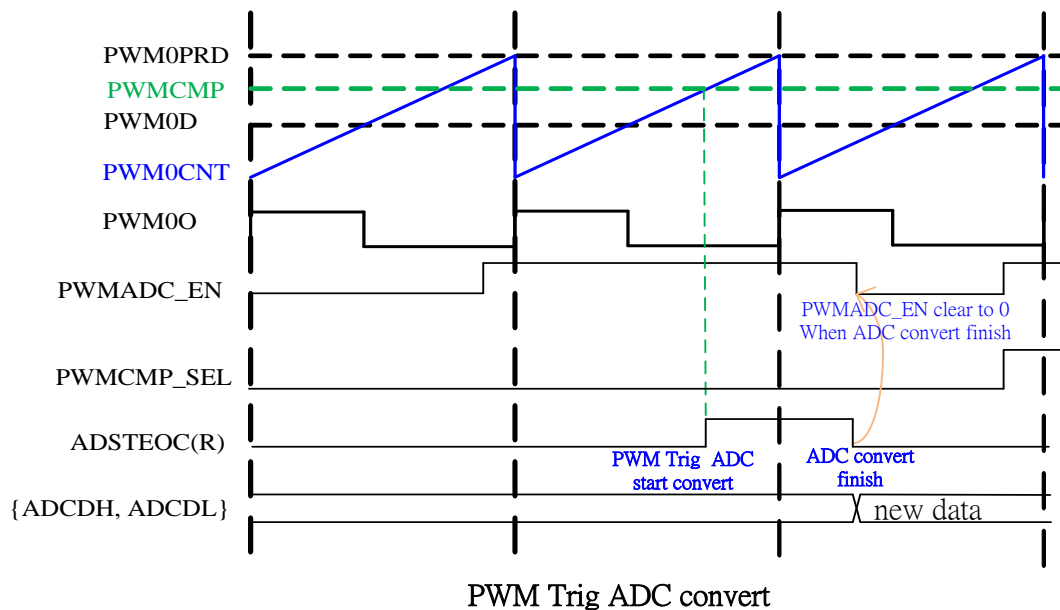 PWM0PRD
PWMCMP
PWM0D
PWM0CNT
PWM0O
PWMADC_EN
PWMADC_EN clear to 0
When ADC convert finish
PWMCMP_SEL
ADSTEOC(R)
PWM Trig ADC
start convert
ADC convert
finish
{ADCDH, ADCDL}
new data
PWM Trig ADC convert